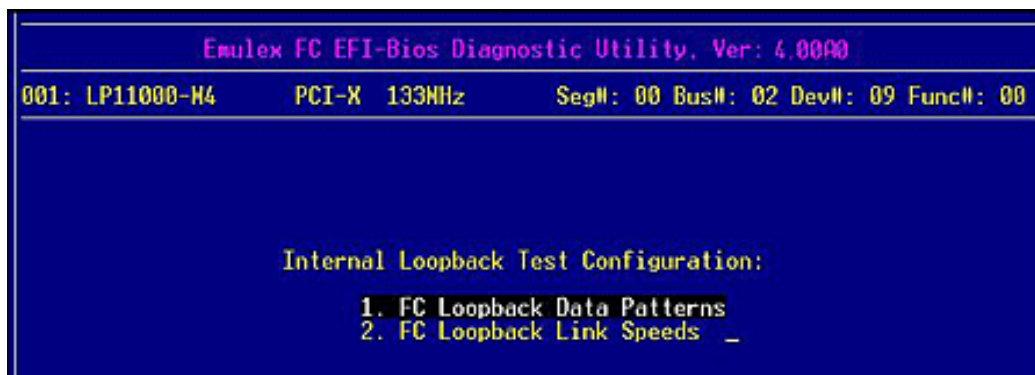 Emulex FC EFI-Bios Diagnostic Utility, Ver: 4.00A0
001: LP11000-M4 PCI-X 133MHz Seg#: 00 Bus#: 02 Dev#: 09 Func#: 00
Internal Loopback Test Configuration:
1. FC Loopback Data Patterns
2. FC Loopback Link Speeds _